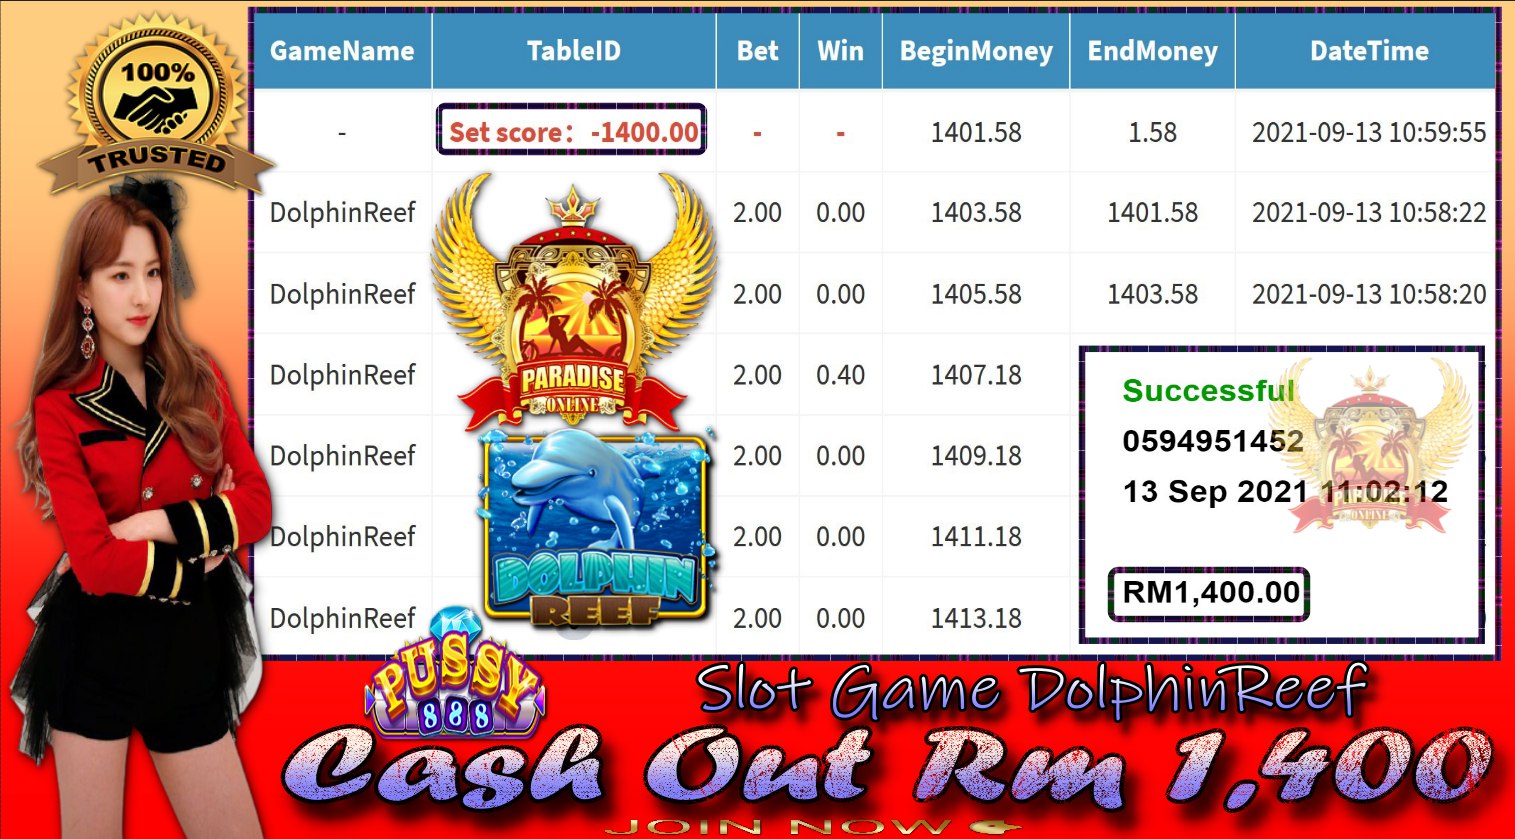 100%
TRUSTED
GameName TableID Bet Win BeginMoney EndMoney DateTime
- Set score: -1400.00 - - 1401.58 1.58 2021-09-13 10:59:55
DolphinReef 2.00 0.00 1403.58 1401.58 2021-09-13 10:58:22
DolphinReef 2.00 0.00 1405.58 1403.58 2021-09-13 10:58:20
DolphinReef 2.00 0.40 1407.18
DolphinReef 2.00 0.00 1409.18
DolphinReef 2.00 0.00 1411.18
DolphinReef 2.00 0.00 1413.18
PARADISE
ONLINE
DOLPHIN
REEF
Successful
0594951452
13 Sep 2021 11:02:12
PARADISE
ONLINE
RM1,400.00
PUSSY
888
Slot Game DolphinReef
Cash Out Rm 1,400
JOIN NOW